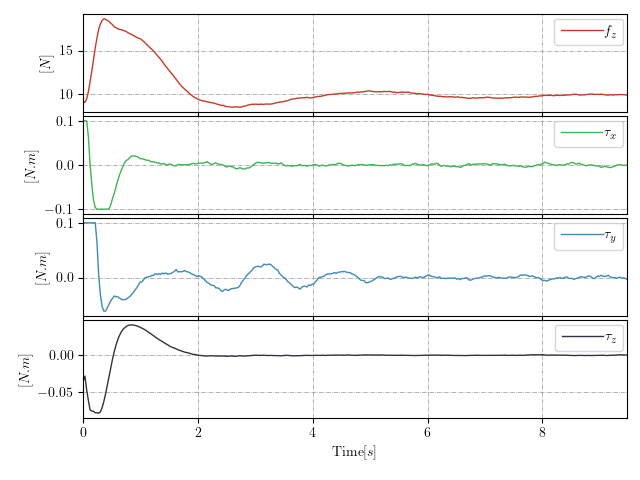 [N]
15
10
f_z
[N.m]
0.1
0.0
−0.1
τ_x
[N.m]
0.1
0.0
τ_y
[N.m]
0.00
−0.05
τ_z
0 2 4 6 8
Time[s]